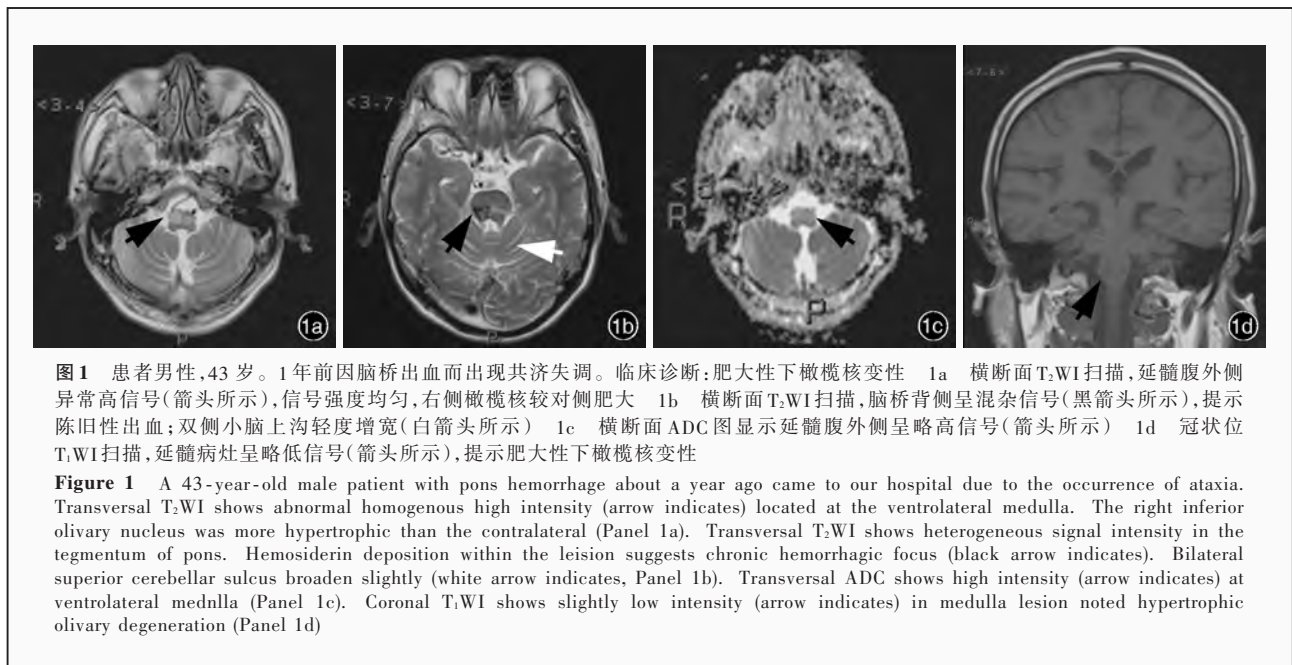 <3-4
R
P
1a
<3-7
R
P
1b
R
P
1c
<7-6>
1d
图1 患者男性,43 岁。1年前因脑桥出血而出现共济失调。临床诊断:肥大性下橄榄核变性 1a 横断面T₂WI扫描,延髓腹外侧
异常高信号(箭头所示),信号强度均匀,右侧橄榄核较对侧肥大 1b 横断面T₂WI扫描,脑桥背侧呈混杂信号(黑箭头所示),提示
陈旧性出血;双侧小脑上沟轻度增宽(白箭头所示) 1c 横断面ADC图显示延髓腹外侧呈略高信号(箭头所示) 1d 冠状位
T₁WI扫描,延髓病灶呈略低信号(箭头所示),提示肥大性下橄榄核变性
Figure 1 A 43-year-old male patient with pons hemorrhage about a year ago came to our hospital due to the occurrence of ataxia.
Transversal T₂WI shows abnormal homogenous high intensity (arrow indicates) located at the ventrolateral medulla. The right inferior
olivary nucleus was more hypertrophic than the contralateral (Panel 1a). Transversal T₂WI shows heterogeneous signal intensity in the
tegmentum of pons. Hemosiderin deposition within the leision suggests chronic hemorrhagic focus (black arrow indicates). Bilateral
superior cerebellar sulcus broaden slightly (white arrow indicates, Panel 1b). Transversal ADC shows high intensity (arrow indicates) at
ventrolateral mednlla (Panel 1c). Coronal T₁WI shows slightly low intensity (arrow indicates) in medulla lesion noted hypertrophic
olivary degeneration (Panel 1d)